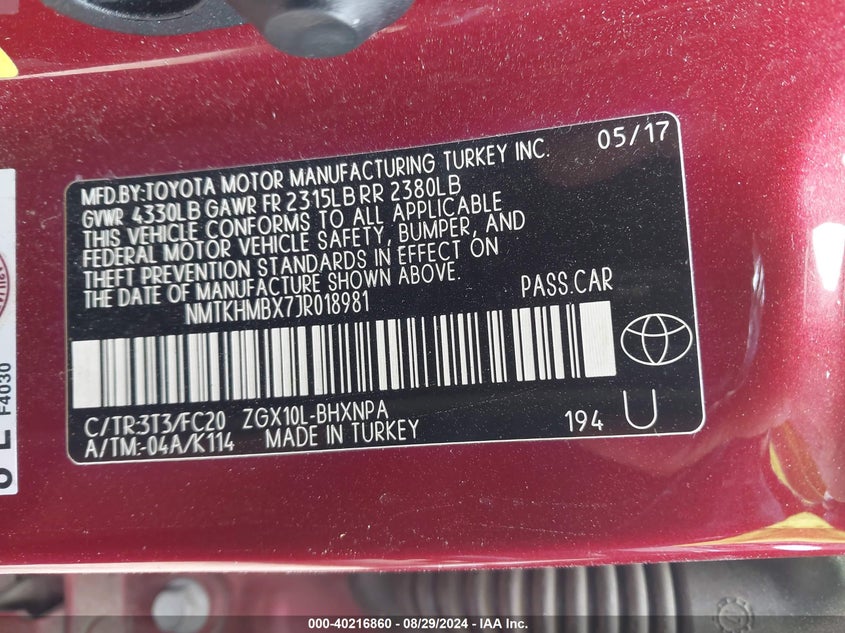 05/17
MFD.BY:TOYOTA MOTOR MANUFACTURING TURKEY INC.
GVWR 4330LB GAWR FR 2315LB RR 2380LB
THIS VEHICLE CONFORMS TO ALL APPLICABLE
FEDERAL MOTOR VEHICLE SAFETY, BUMPER, AND
THEFT PREVENTION STANDARDS IN EFFECT ON
THE DATE OF MANUFACTURE SHOWN ABOVE.
NMTKHMBX7JR018981 PASS.CAR
C/TR:3T3/FC20 ZGX10L-BHXNPA 194 U
A/TM:-04A/K114 MADE IN TURKEY
F4030
000-40216860 - 08/29/2024 - IAA Inc.